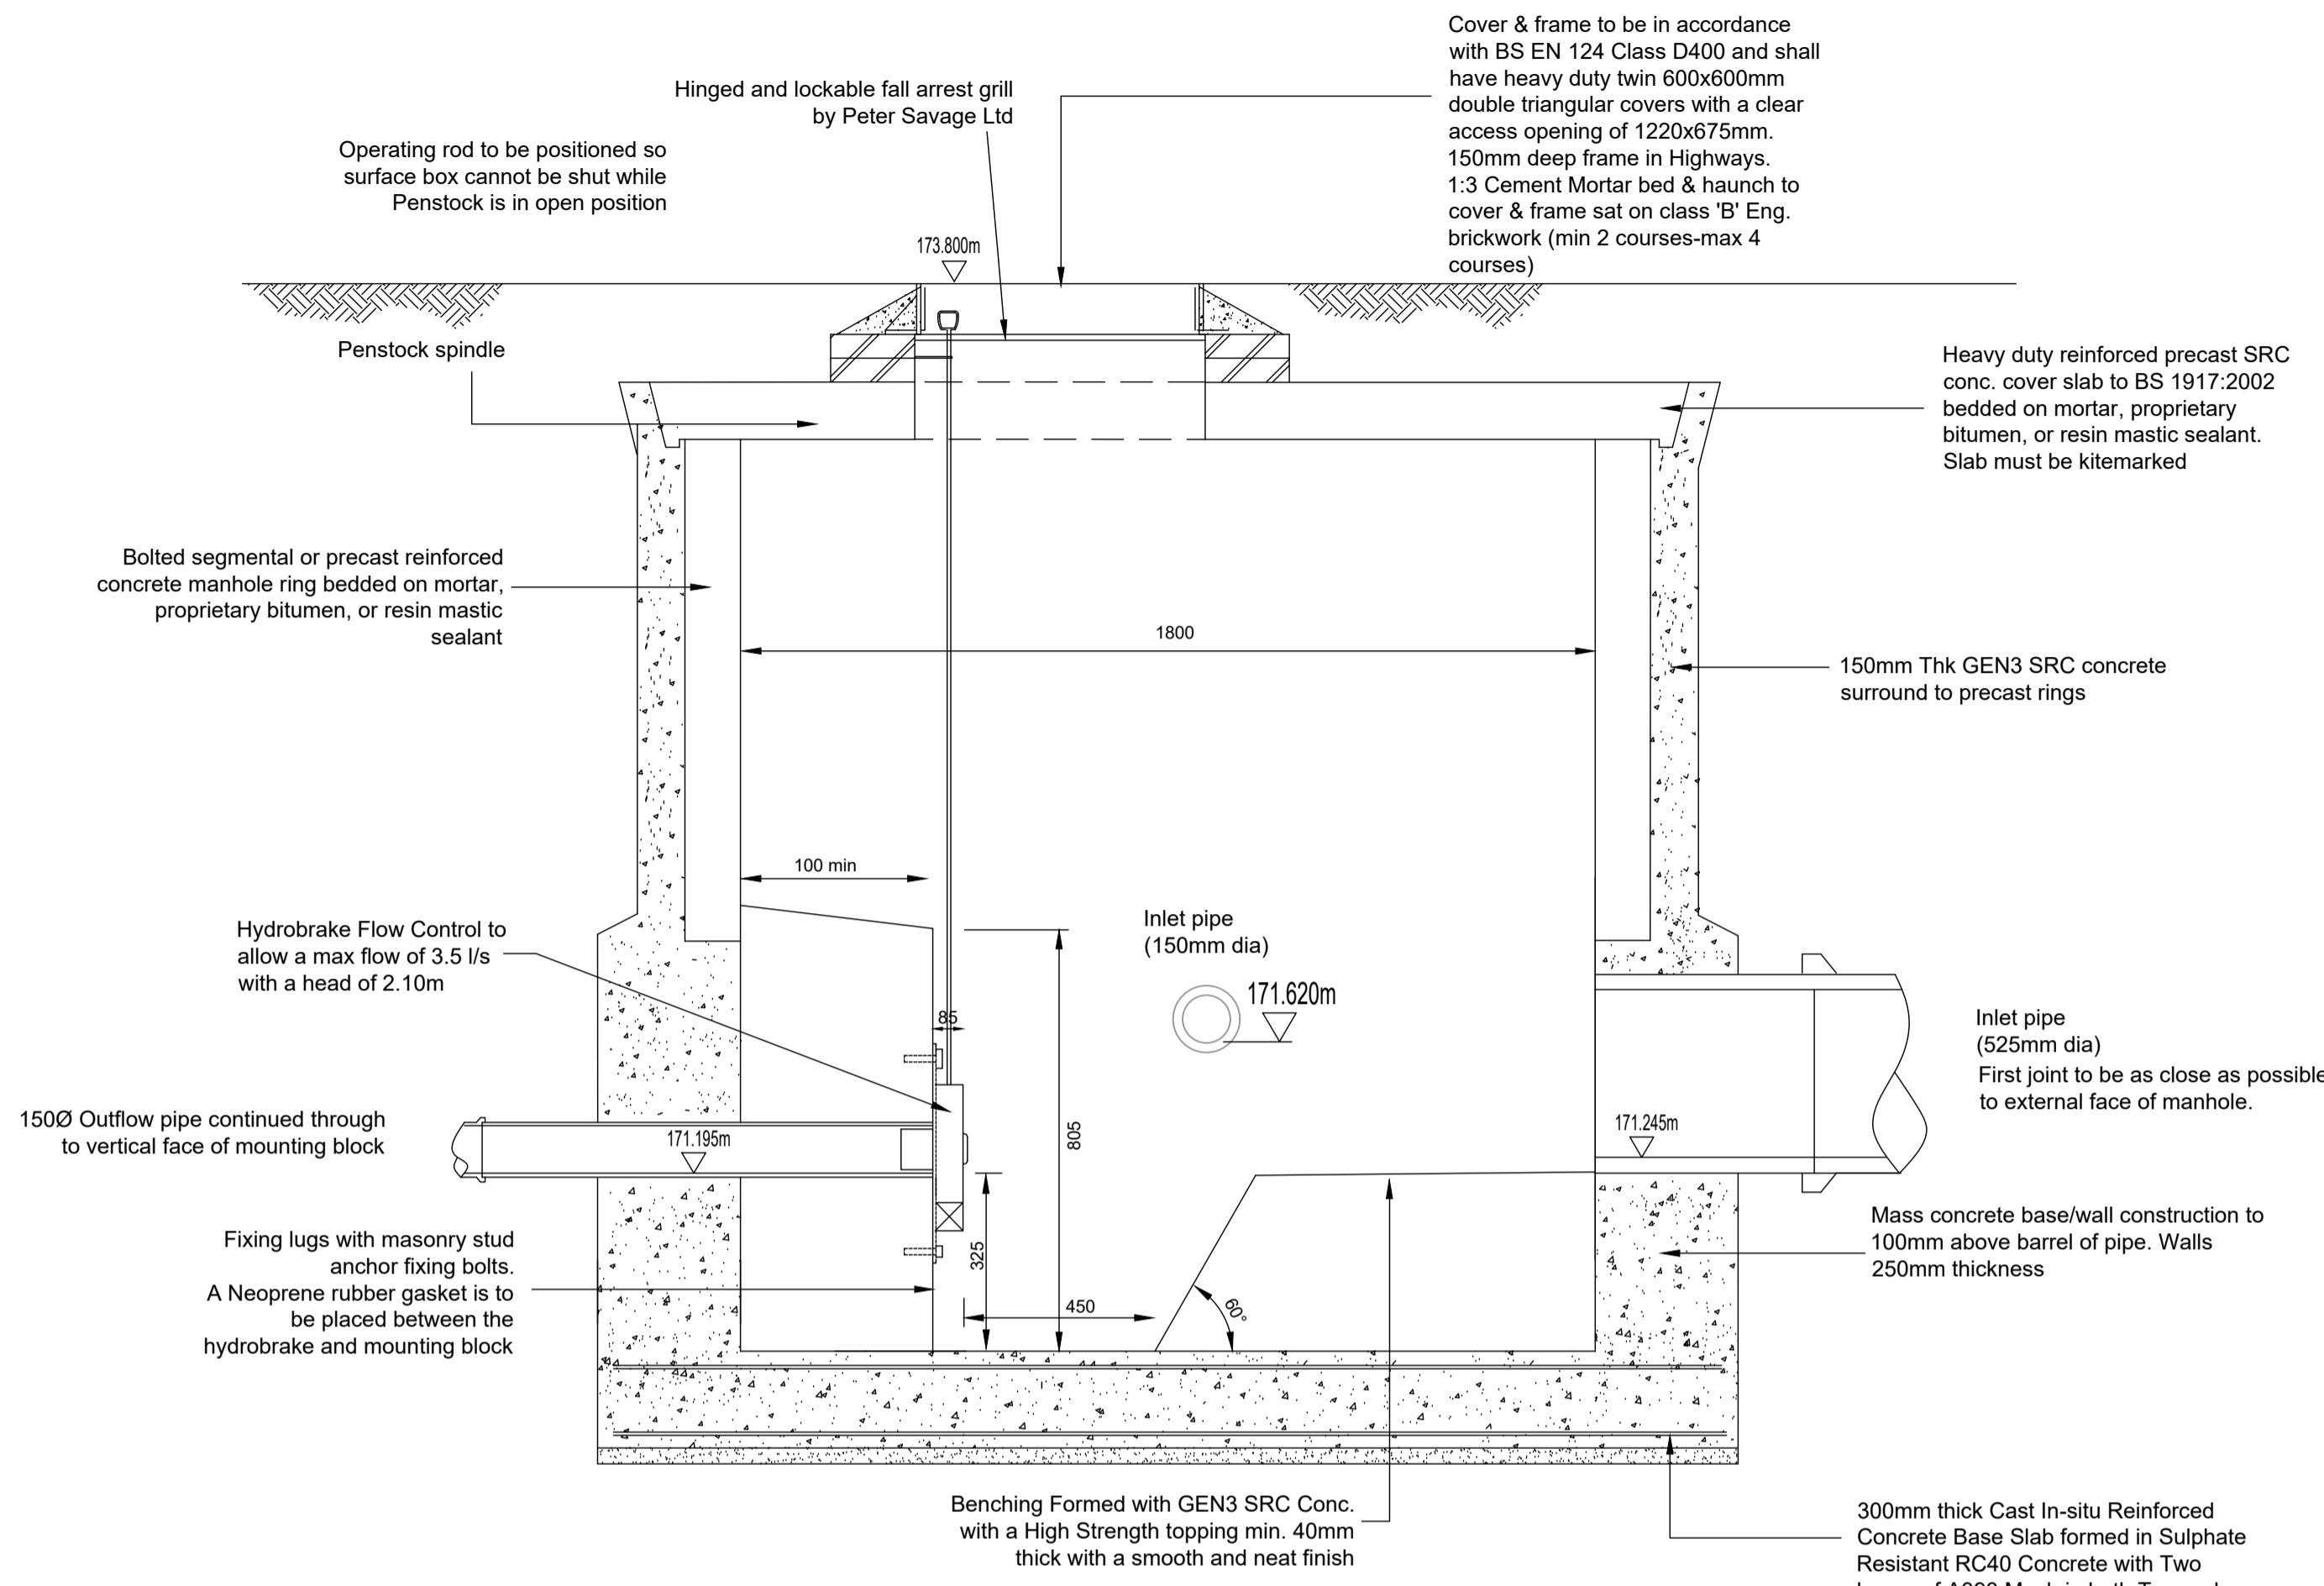 Cover & frame to be in accordance
with BS EN 124 Class D400 and shall
have heavy duty twin 600x600mm
double triangular covers with a clear
access opening of 1220x675mm.
150mm deep frame in Highways.
1:3 Cement Mortar bed & haunch to
cover & frame sat on class 'B' Eng.
brickwork (min 2 courses-max 4
courses)
Hinged and lockable fall arrest grill
by Peter Savage Ltd
Operating rod to be positioned so
surface box cannot be shut while
Penstock is in open position
173.800m
Penstock spindle
Heavy duty reinforced precast SRC
conc. cover slab to BS 1917:2002
bedded on mortar, proprietary
bitumen, or resin mastic sealant.
Slab must be kitemarked
Bolted segmental or precast reinforced
concrete manhole ring bedded on mortar,
proprietary bitumen, or resin mastic
sealant
1800
150mm Thk GEN3 SRC concrete
surround to precast rings
100 min
Hydrobrake Flow Control to
allow a max flow of 3.5 l/s
with a head of 2.10m
Inlet pipe
(150mm dia)
171.620m
85
Inlet pipe
(525mm dia)
First joint to be as close as possible
to external face of manhole.
150Ø Outflow pipe continued through
to vertical face of mounting block
171.195m
805
171.245m
Fixing lugs with masonry stud
anchor fixing bolts.
A Neoprene rubber gasket is to
be placed between the
hydrobrake and mounting block
325
450
60°
Mass concrete base/wall construction to
100mm above barrel of pipe. Walls
250mm thickness
Benching Formed with GEN3 SRC Conc.
with a High Strength topping min. 40mm
thick with a smooth and neat finish
300mm thick Cast In-situ Reinforced
Concrete Base Slab formed in Sulphate
Resistant RC40 Concrete with Two